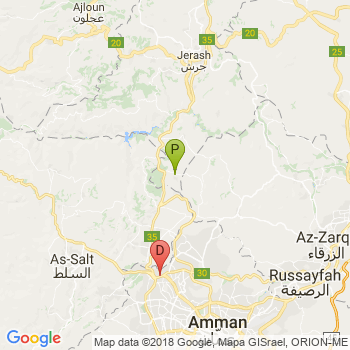 Ajloun
عجلون
20
35
Jerash
جرش
20
25
P
As-Salt
السلط
35
D
30
Az-Zarq
الزرقاء
Russayfah
الرصيفة
Amman
Map data ©2018 Google, Mapa GISrael, ORION-ME